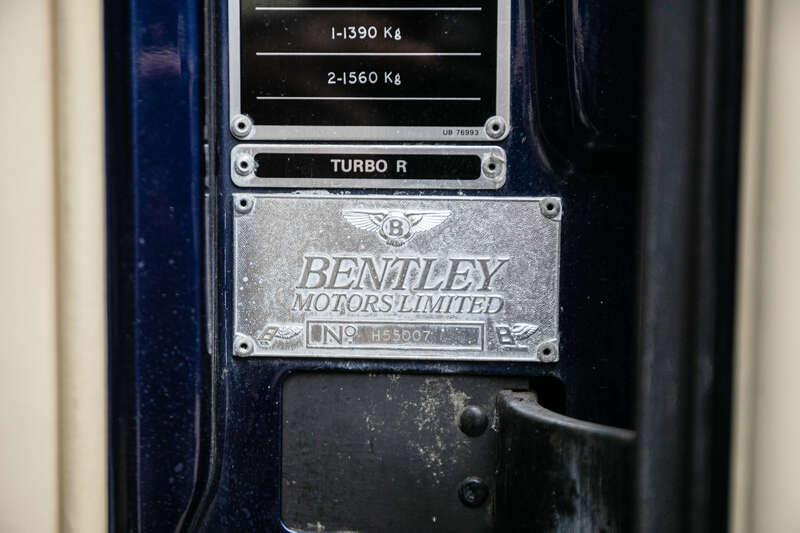 1-1390 Kg
2-1560 Kg
UB 76993
TURBO R
B
BENTLEY
MOTORS LIMITED
B Nº H55007 B